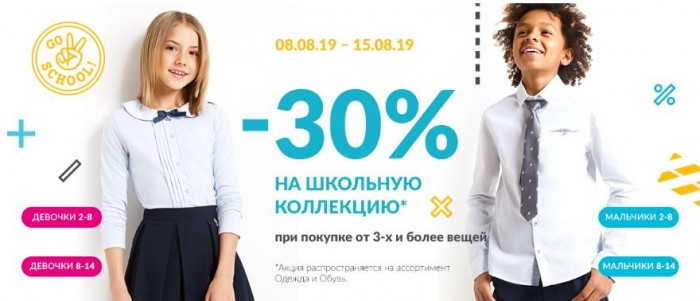 GO
SCHOOL!
08.08.19 – 15.08.19
-30%
НА ШКОЛЬНУЮ
КОЛЛЕКЦИЮ*
при покупке от 3-х и более вещей
*Акция распространяется на ассортимент
Одежда и Обувь.
ДЕВОЧКИ 2-8
ДЕВОЧКИ 8-14
МАЛЬЧИКИ 2-8
МАЛЬЧИКИ 8-14
%